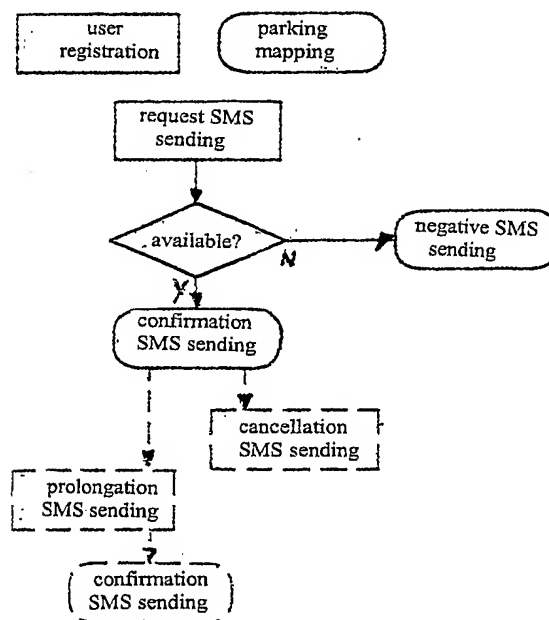 user
registration
parking
mapping
request SMS
sending
available?
N
negative SMS
sending
Y
confirmation
SMS sending
cancellation
SMS sending
prolongation
SMS sending
confirmation
SMS sending